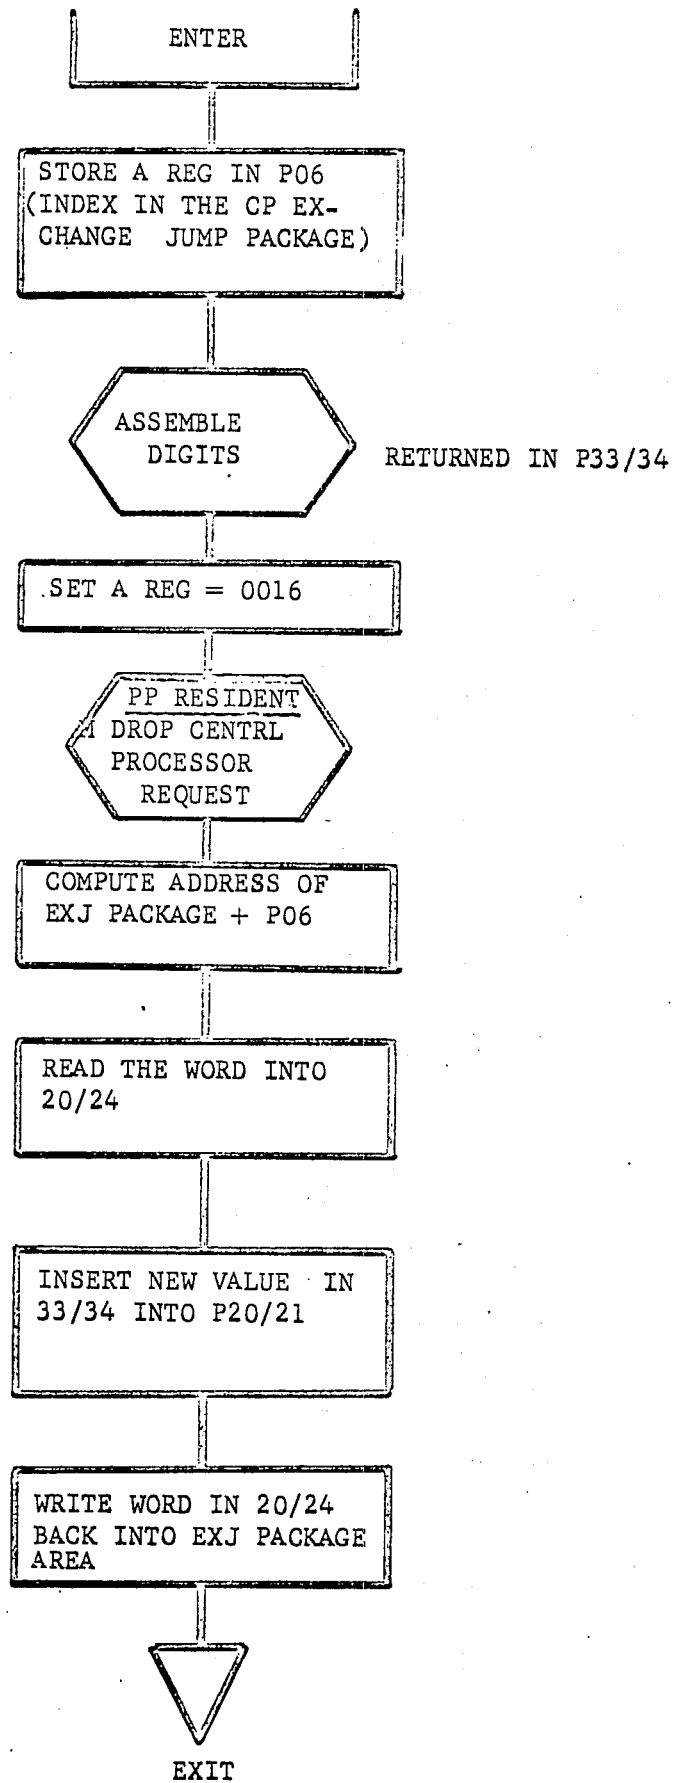 ENTER
STORE A REG IN P06
(INDEX IN THE CP EX-
CHANGE JUMP PACKAGE)
ASSEMBLE
DIGITS
RETURNED IN P33/34
SET A REG = 0016
PP RESIDENT
M DROP CENTRL
PROCESSOR
REQUEST
COMPUTE ADDRESS OF
EXJ PACKAGE + P06
READ THE WORD INTO
20/24
INSERT NEW VALUE IN
33/34 INTO P20/21
WRITE WORD IN 20/24
BACK INTO EXJ PACKAGE
AREA
EXIT